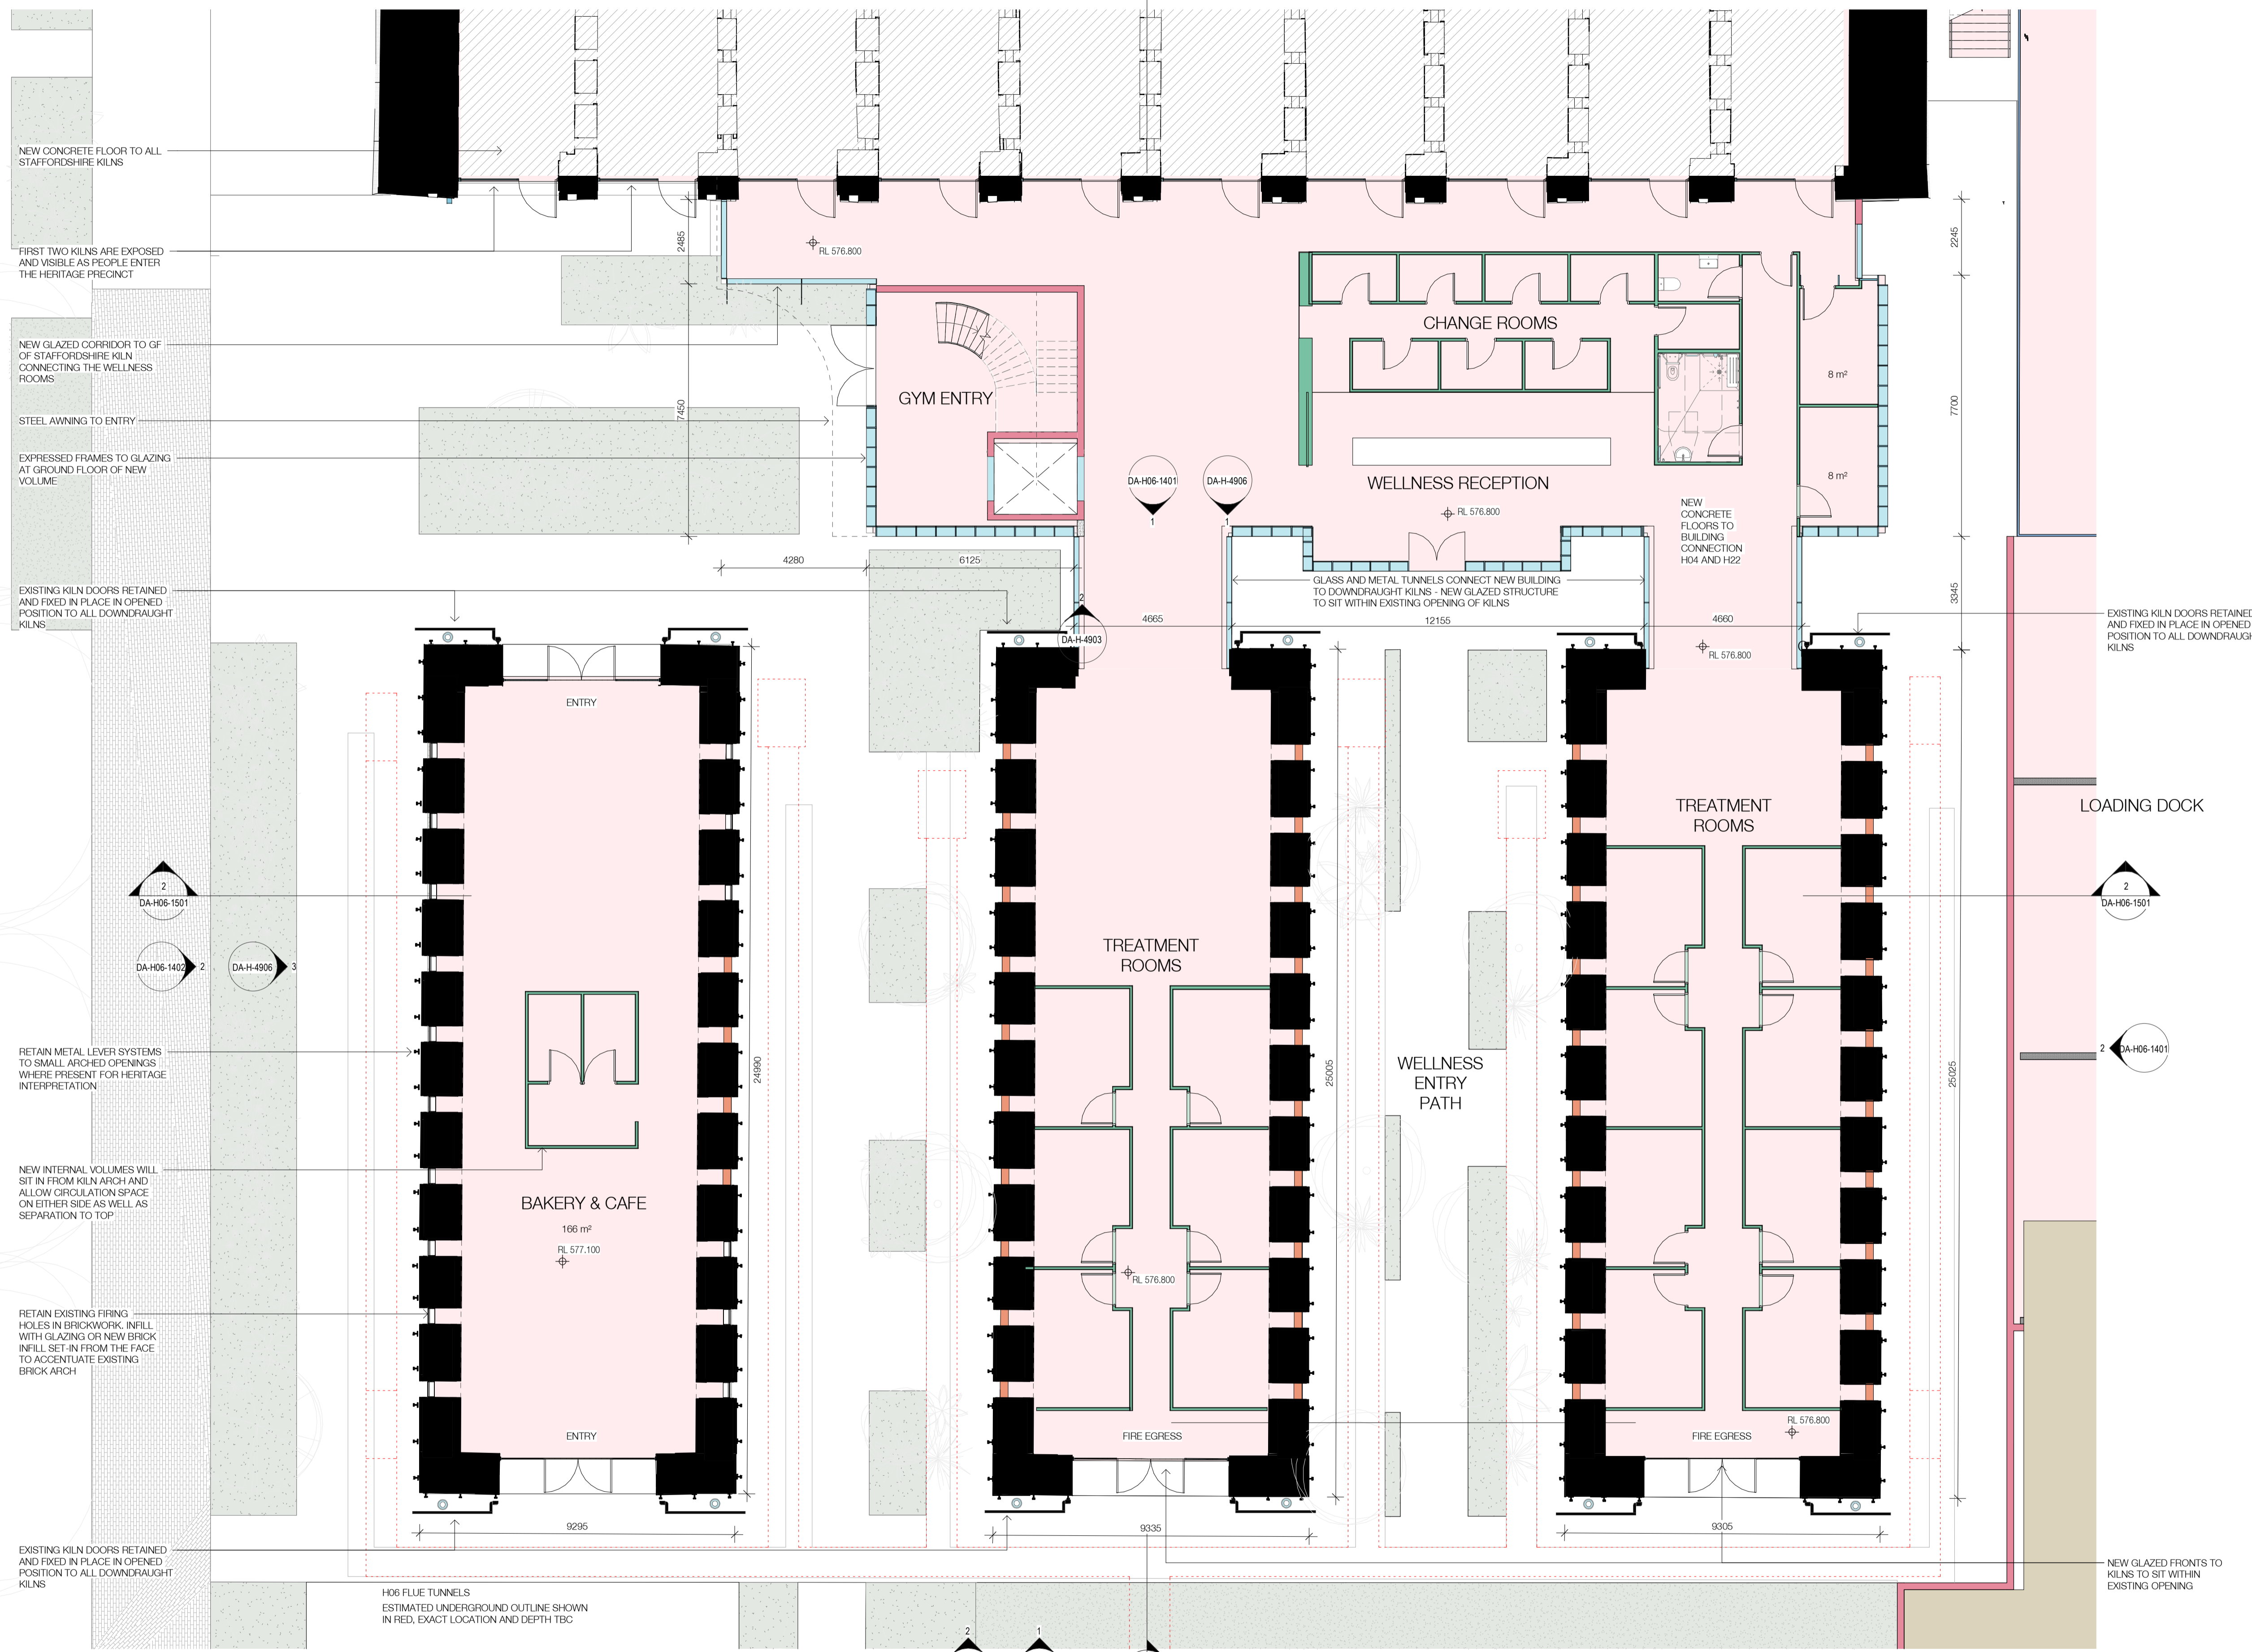 NEW CONCRETE FLOOR TO ALL
STAFFORDSHIRE KILNS
FIRST TWO KILNS ARE EXPOSED
AND VISIBLE AS PEOPLE ENTER
THE HERITAGE PRECINCT
2485
RL 576.800
2245
NEW GLAZED CORRIDOR TO GF
OF STAFFORDSHIRE KILN
CONNECTING THE WELLNESS
ROOMS
CHANGE ROOMS
8 m²
7450
7700
GYM ENTRY
STEEL AWNING TO ENTRY
EXPRESSED FRAMES TO GLAZING
AT GROUND FLOOR OF NEW
VOLUME
DA-H06-1401
1
DA-H-4906
1
WELLNESS RECEPTION
RL 576.800
8 m²
NEW
CONCRETE
FLOORS TO
BUILDING
CONNECTION
H04 AND H22
4280
6125
GLASS AND METAL TUNNELS CONNECT NEW BUILDING
TO DOWNDRAUGHT KILNS - NEW GLAZED STRUCTURE
TO SIT WITHIN EXISTING OPENING OF KILNS
3345
EXISTING KILN DOORS RETAINED
AND FIXED IN PLACE IN OPENED
POSITION TO ALL DOWNDRAUGHT
KILNS
2
DA-H-4903
4665
12155
4660
RL 576.800
EXISTING KILN DOORS RETAINED
AND FIXED IN PLACE IN OPENED
POSITION TO ALL DOWNDRAUGH
KILNS
ENTRY
TREATMENT
ROOMS
LOADING DOCK
2
DA-H06-1501
2
DA-H06-1501
DA-H06-1402
2
DA-H-4906
3
TREATMENT
ROOMS
RETAIN METAL LEVER SYSTEMS
TO SMALL ARCHED OPENINGS
WHERE PRESENT FOR HERITAGE
INTERPRETATION
24990
25005
WELLNESS
ENTRY
PATH
25025
2
DA-H06-1401
NEW INTERNAL VOLUMES WILL
SIT IN FROM KILN ARCH AND
ALLOW CIRCULATION SPACE
ON EITHER SIDE AS WELL AS
SEPARATION TO TOP
BAKERY & CAFE
166 m²
RL 577.100
RL 576.800
RETAIN EXISTING FIRING
HOLES IN BRICKWORK. INFILL
WITH GLAZING OR NEW BRICK
INFILL SET-IN FROM THE FACE
TO ACCENTUATE EXISTING
BRICK ARCH
ENTRY
FIRE EGRESS
RL 576.800
FIRE EGRESS
9295
9335
9305
EXISTING KILN DOORS RETAINED
AND FIXED IN PLACE IN OPENED
POSITION TO ALL DOWNDRAUGHT
KILNS
NEW GLAZED FRONTS TO
KILNS TO SIT WITHIN
EXISTING OPENING
H06 FLUE TUNNELS
ESTIMATED UNDERGROUND OUTLINE SHOWN
IN RED, EXACT LOCATION AND DEPTH TBC
2
1